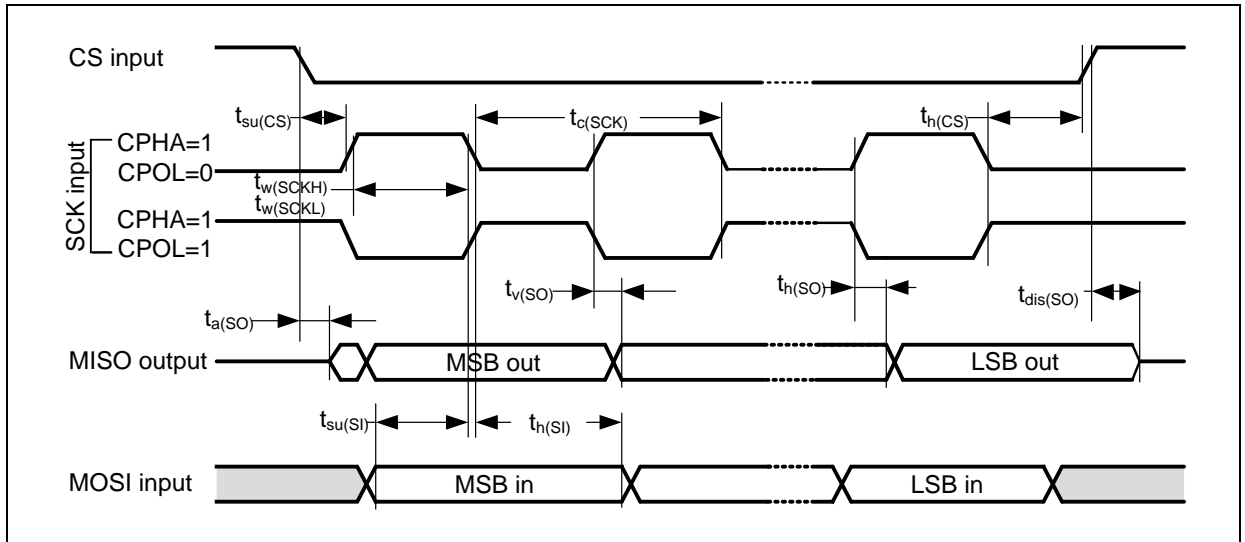 CS input
tsu(CS)
tc(SCK)
th(CS)
SCK input
CPHA=1
CPOL=0
tw(SCKH)
tw(SCKL)
CPHA=1
CPOL=1
tv(SO)
th(SO)
tdis(SO)
ta(SO)
MISO output
MSB out
LSB out
tsu(SI)
th(SI)
MOSI input
MSB in
LSB in